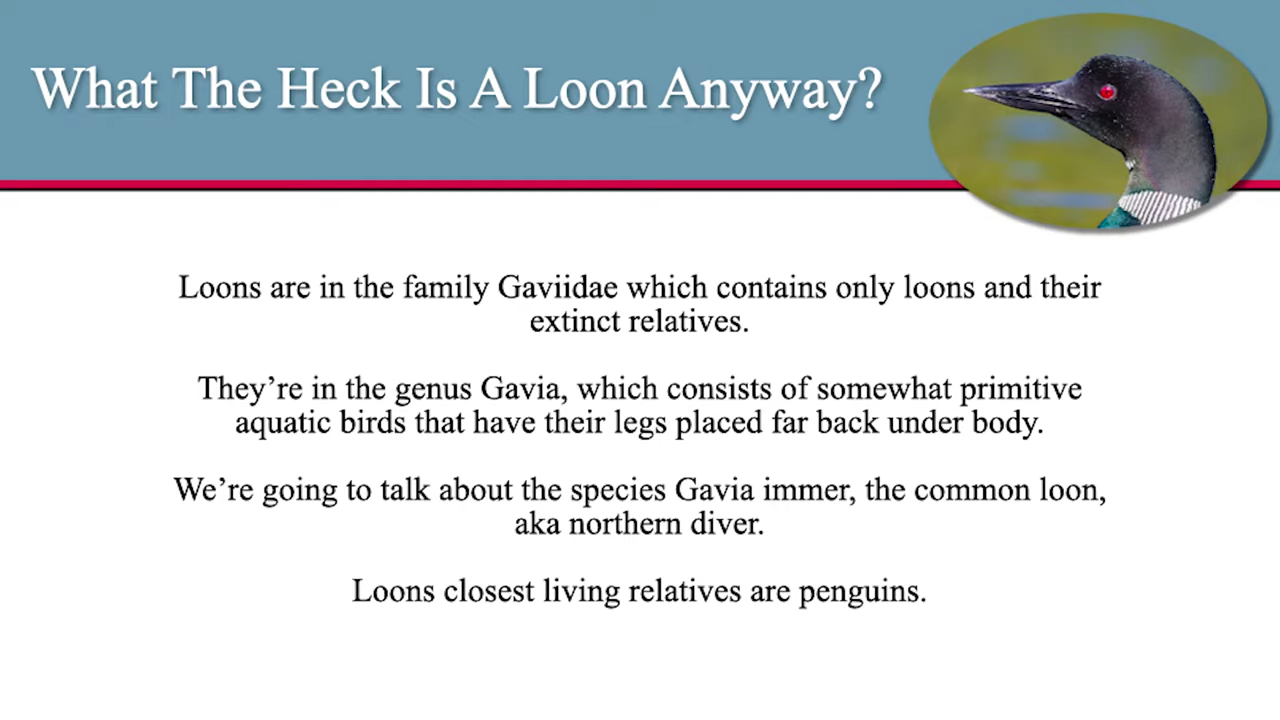 What The Heck Is A Loon Anyway?
Loons are in the family Gaviidae which contains only loons and their
extinct relatives.
They’re in the genus Gavia, which consists of somewhat primitive
aquatic birds that have their legs placed far back under body.
We’re going to talk about the species Gavia immer, the common loon,
aka northern diver.
Loons closest living relatives are penguins.